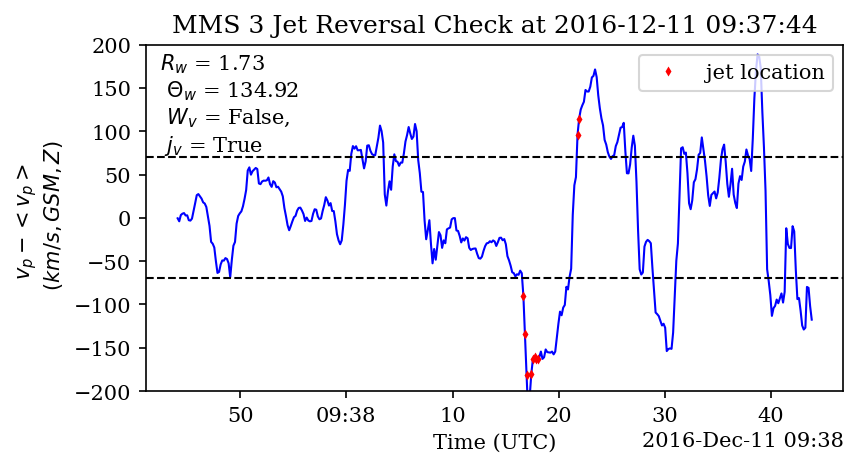 MMS 3 Jet Reversal Check at 2016-12-11 09:37:44
R_w = 1.73
Θ_w = 134.92
W_v = False,
j_v = True
jet location
v_p − < v_p >
(km/s, GSM, Z)
200
150
100
50
0
−50
−100
−150
−200
50 09:38 10 20 30 40
Time (UTC)
2016-Dec-11 09:38